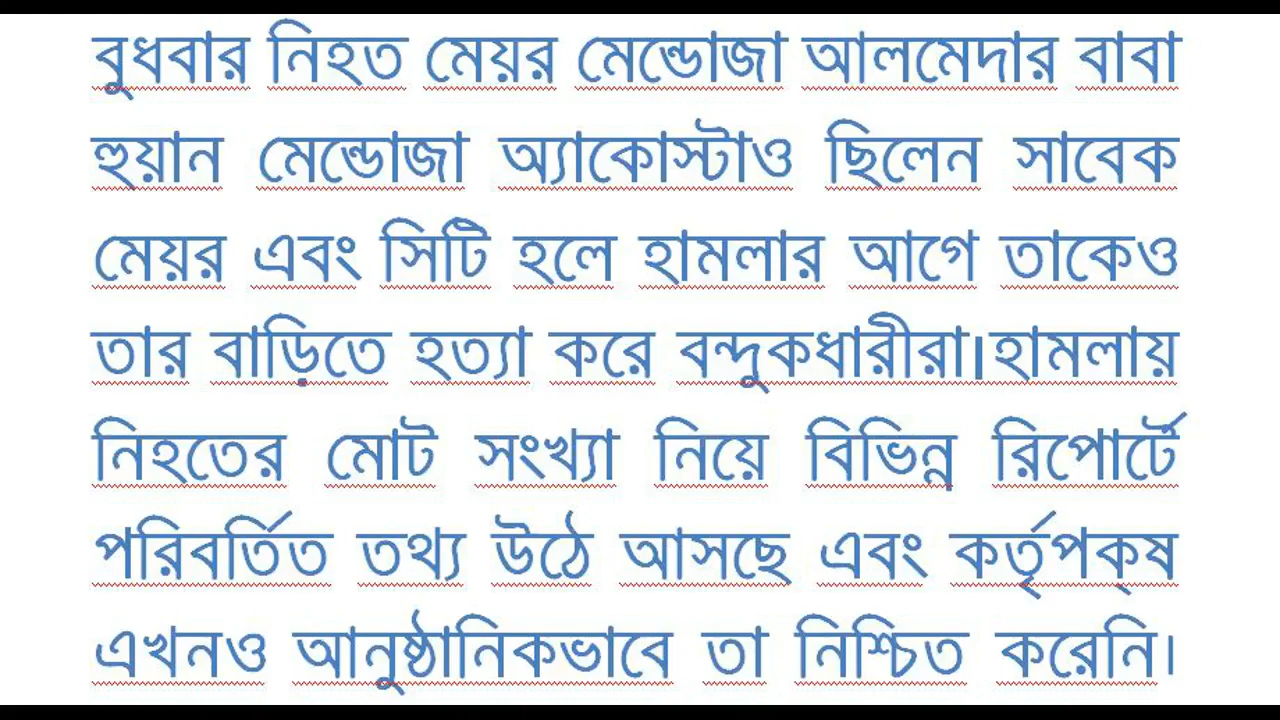 বুধবার নিহত মেয়র মেন্ডোজা আলমেদার বাবা
হুয়ান মেন্ডোজা অ্যাকোস্টাও ছিলেন সাবেক
মেয়র এবং সিটি হলে হামলার আগে তাকেও
তার বাড়িতে হত্যা করে বন্দুকধারীরা।হামলায়
নিহতের মোট সংখ্যা নিয়ে বিভিন্ন রিপোর্টে
পরিবর্তিত তথ্য উঠে আসছে এবং কর্তৃপক্ষ
এখনও আনুষ্ঠানিকভাবে তা নিশ্চিত করেনি।